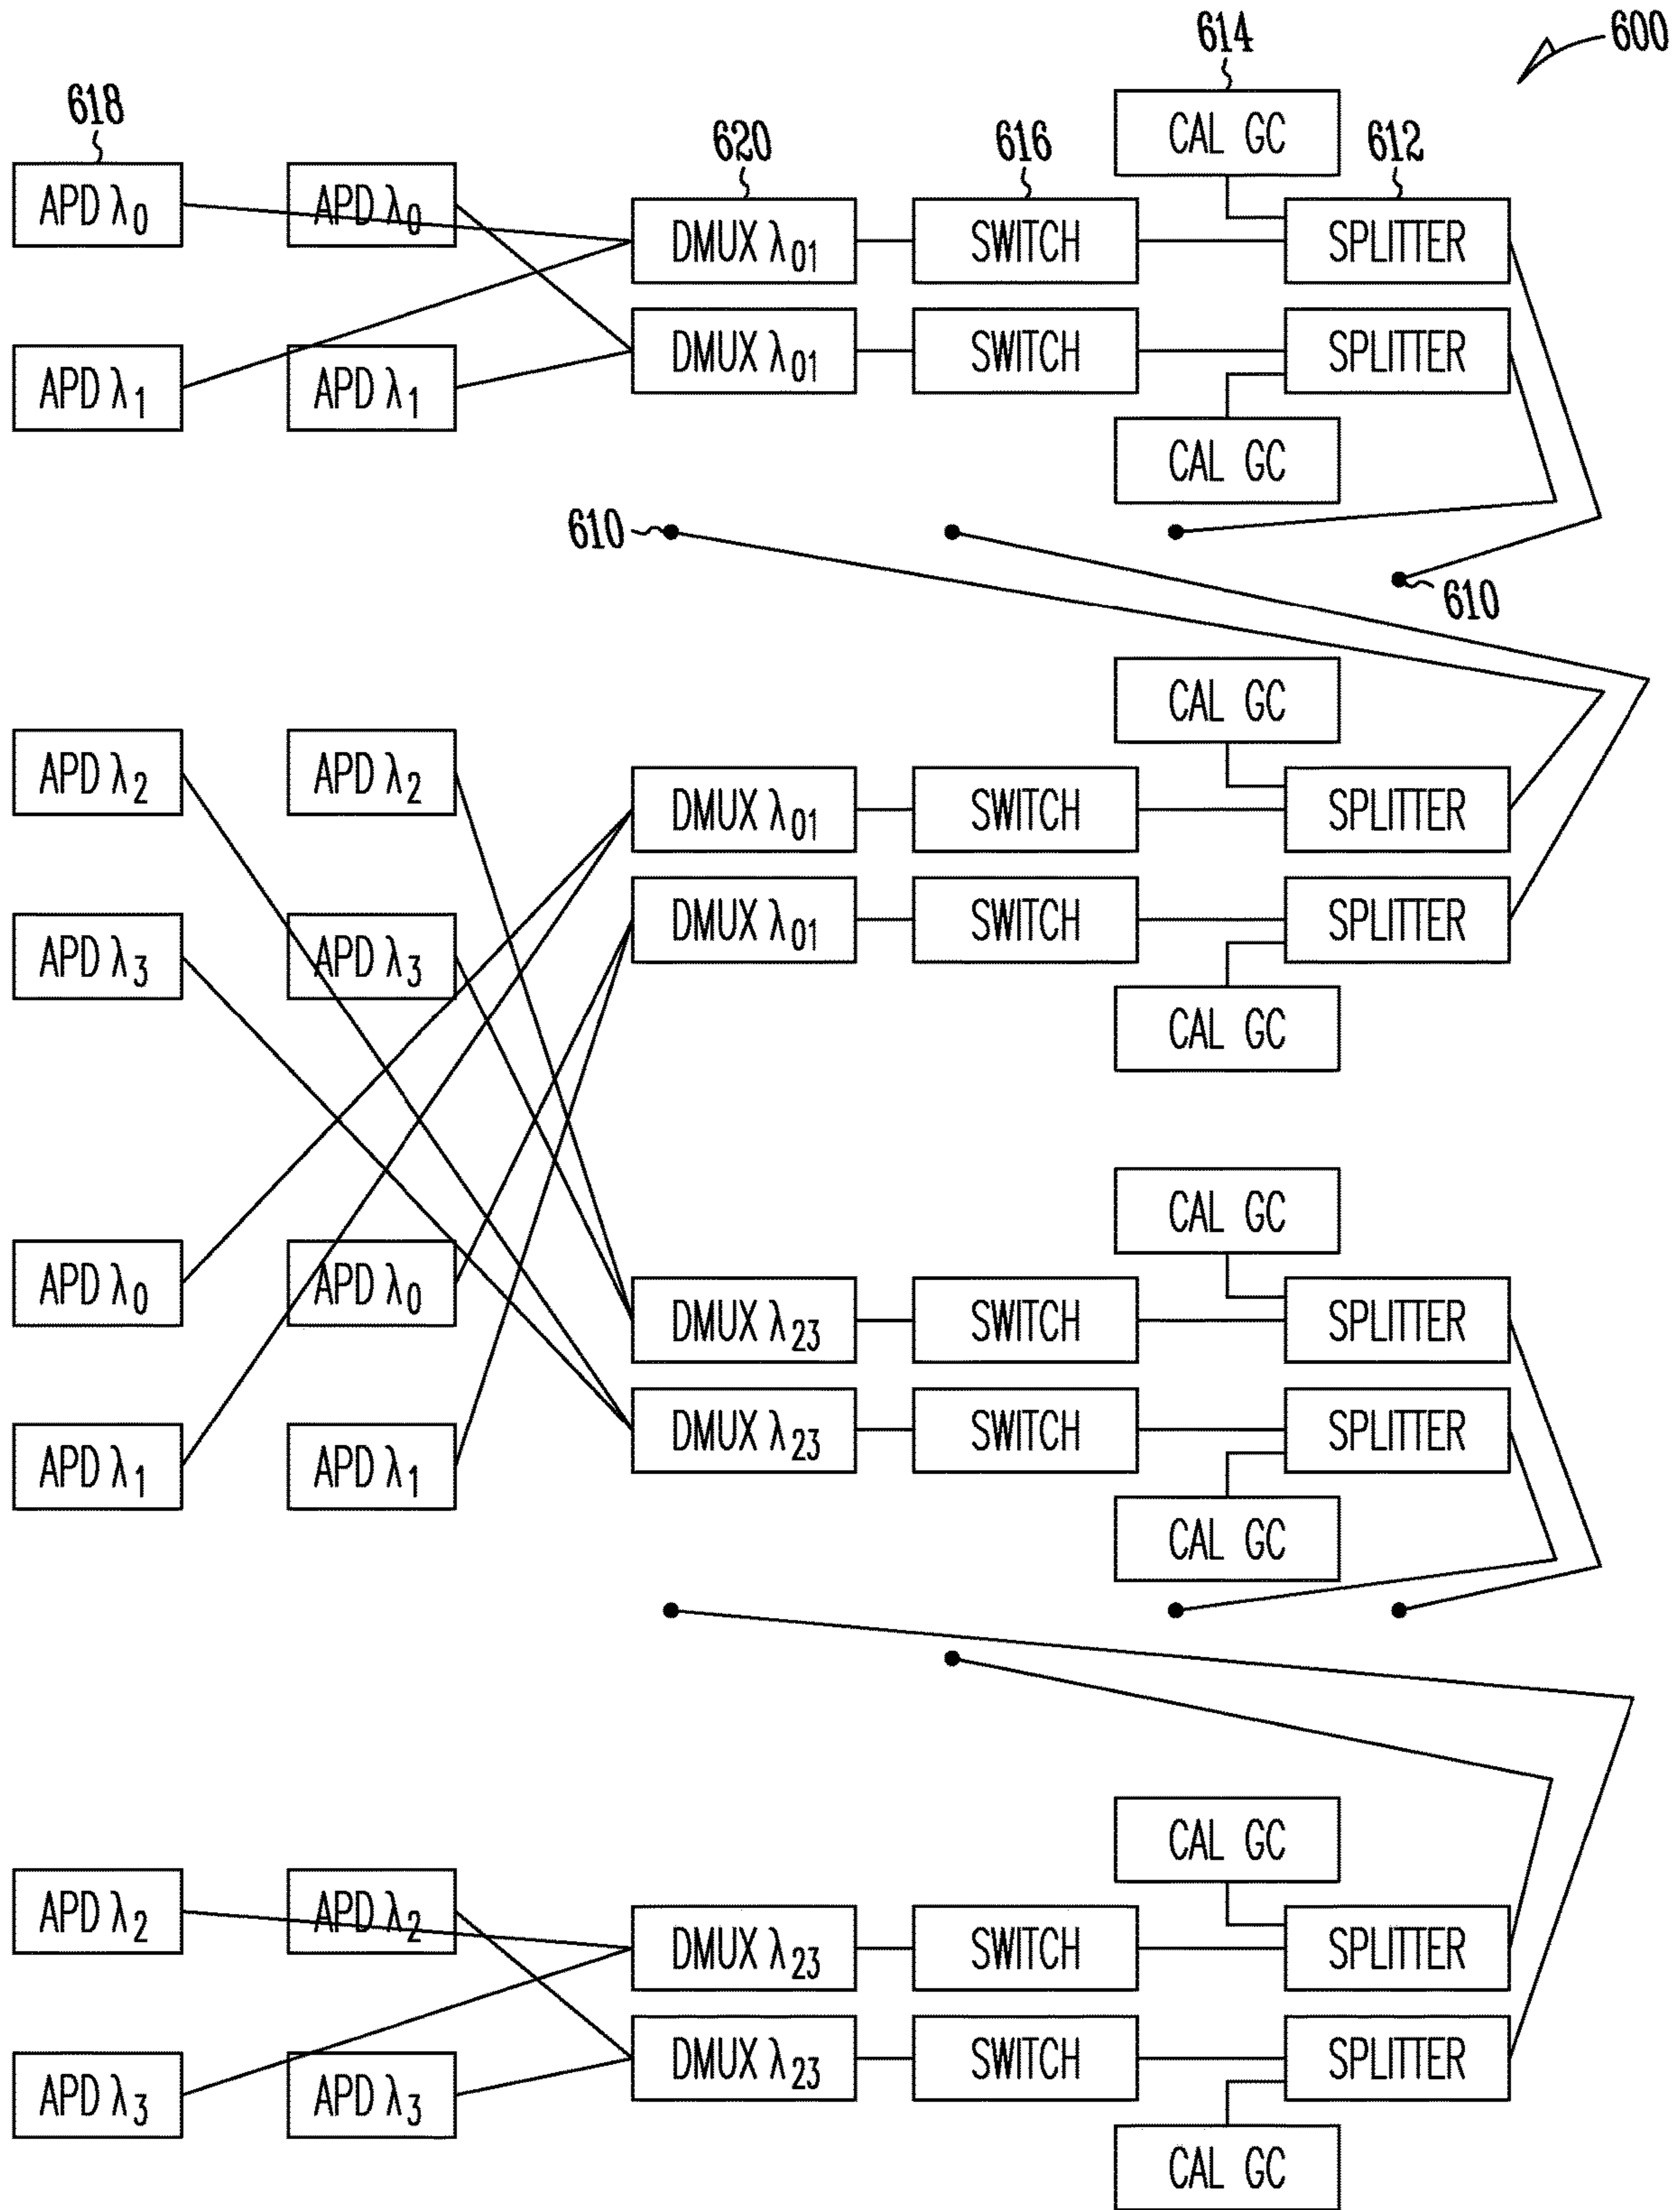 600
614
CAL GC
618
620
616
612
APD λ0
APD λ0
DMUX λ01
SWITCH
SPLITTER
APD λ1
APD λ1
DMUX λ01
SWITCH
SPLITTER
CAL GC
610
610
CAL GC
APD λ2
APD λ2
DMUX λ01
SWITCH
SPLITTER
APD λ3
APD λ3
DMUX λ01
SWITCH
SPLITTER
CAL GC
CAL GC
APD λ0
APD λ0
DMUX λ23
SWITCH
SPLITTER
APD λ1
APD λ1
DMUX λ23
SWITCH
SPLITTER
CAL GC
CAL GC
APD λ2
APD λ2
DMUX λ23
SWITCH
SPLITTER
APD λ3
APD λ3
DMUX λ23
SWITCH
SPLITTER
CAL GC